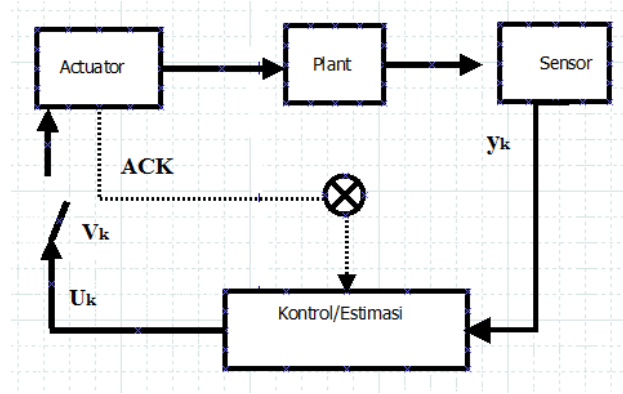 Actuator
Plant
Sensor
ACK
yk
Vk
Uk
Kontrol/Estimasi